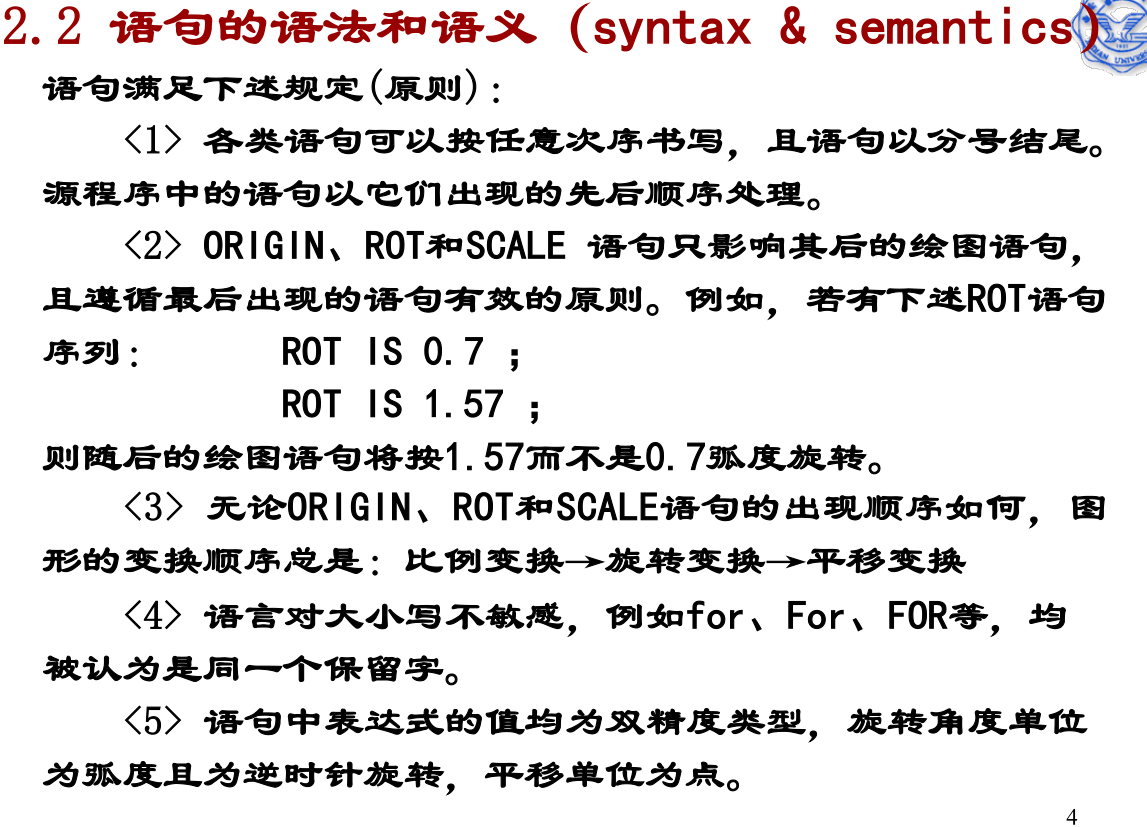 2.2 语句的语法和语义 (syntax & semantics)
语句满足下述规定(原则):
<1> 各类语句可以按任意次序书写，且语句以分号结尾。
源程序中的语句以它们出现的先后顺序处理。
<2> ORIGIN、ROT和SCALE 语句只影响其后的绘图语句，
且遵循最后出现的语句有效的原则。例如，若有下述ROT语句
序列: ROT IS 0.7 ；
ROT IS 1.57 ；
则随后的绘图语句将按1.57而不是0.7弧度旋转。
<3> 无论ORIGIN、ROT和SCALE语句的出现顺序如何，图
形的变换顺序总是: 比例变换→旋转变换→平移变换
<4> 语言对大小写不敏感，例如for、For、FOR等，均
被认为是同一个保留字。
<5> 语句中表达式的值均为双精度类型，旋转角度单位
为弧度且为逆时针旋转，平移单位为点。
4